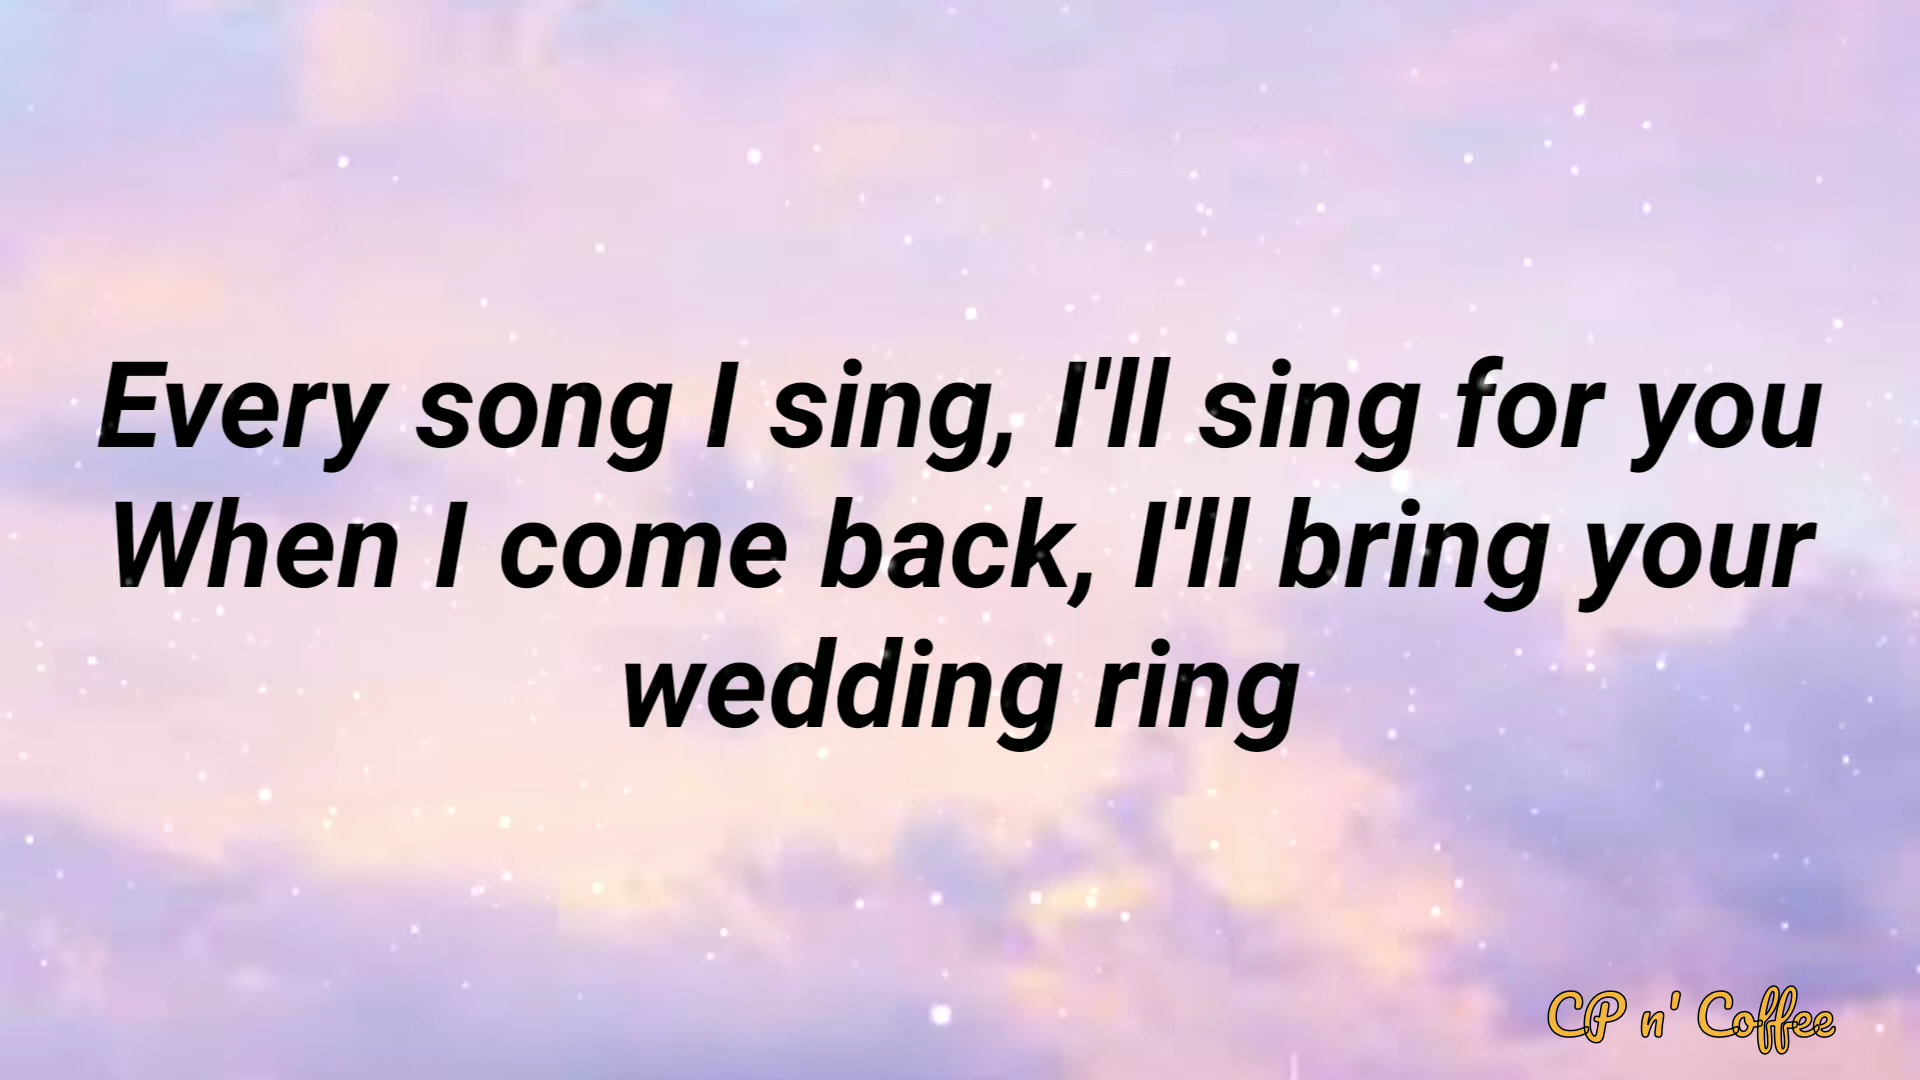 Every song I sing, I'll sing for you
When I come back, I'll bring your
wedding ring
CP n' Coffee